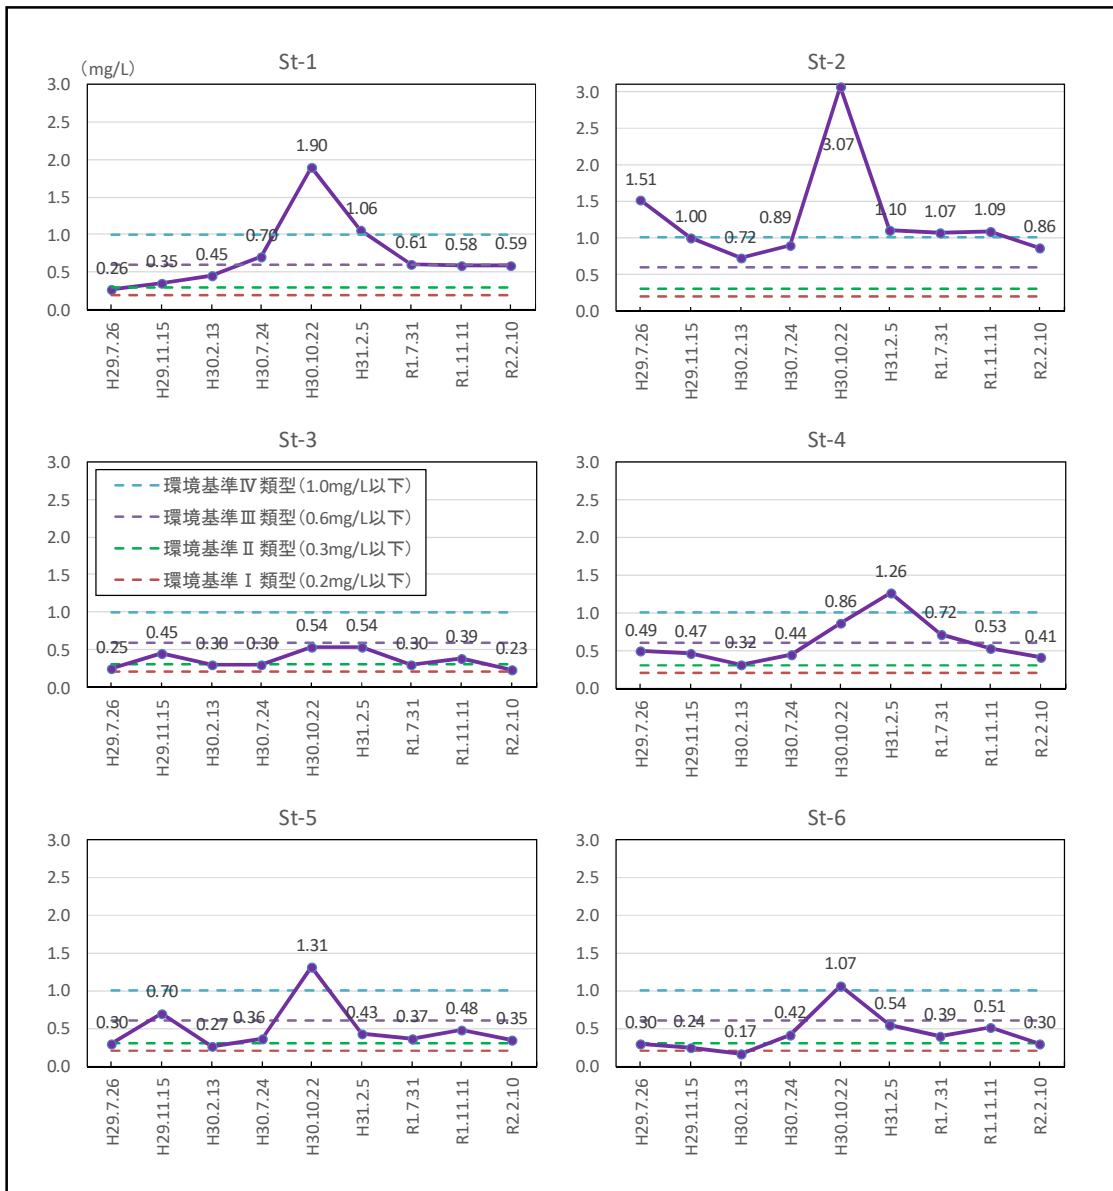 St-1
（mg/L）
3.0
2.5
2.0
1.5
1.0
0.5
0.0
0.26
0.35
0.45
0.70
1.90
1.06
0.61
0.58
0.59
H29.7.26
H29.11.15
H30.2.13
H30.7.24
H30.10.22
H31.2.5
R1.7.31
R1.11.11
R2.2.10
St-2
3.0
2.5
2.0
1.5
1.0
0.5
0.0
1.51
1.00
0.72
0.89
3.07
1.10
1.07
1.09
0.86
H29.7.26
H29.11.15
H30.2.13
H30.7.24
H30.10.22
H31.2.5
R1.7.31
R1.11.11
R2.2.10
St-3
3.0
2.5
2.0
1.5
1.0
0.5
0.0
環境基準Ⅳ類型（1.0mg/L以下）
環境基準Ⅲ類型（0.6mg/L以下）
環境基準Ⅱ類型（0.3mg/L以下）
環境基準Ⅰ類型（0.2mg/L以下）
0.25
0.45
0.30
0.30
0.54
0.54
0.30
0.39
0.23
H29.7.26
H29.11.15
H30.2.13
H30.7.24
H30.10.22
H31.2.5
R1.7.31
R1.11.11
R2.2.10
St-4
3.0
2.5
2.0
1.5
1.0
0.5
0.0
0.49
0.47
0.32
0.44
0.86
1.26
0.72
0.53
0.41
H29.7.26
H29.11.15
H30.2.13
H30.7.24
H30.10.22
H31.2.5
R1.7.31
R1.11.11
R2.2.10
St-5
3.0
2.5
2.0
1.5
1.0
0.5
0.0
0.30
0.70
0.27
0.36
1.31
0.43
0.37
0.48
0.35
H29.7.26
H29.11.15
H30.2.13
H30.7.24
H30.10.22
H31.2.5
R1.7.31
R1.11.11
R2.2.10
St-6
3.0
2.5
2.0
1.5
1.0
0.5
0.0
0.30
0.24
0.17
0.42
1.07
0.54
0.39
0.51
0.30
H29.7.26
H29.11.15
H30.2.13
H30.7.24
H30.10.22
H31.2.5
R1.7.31
R1.11.11
R2.2.10